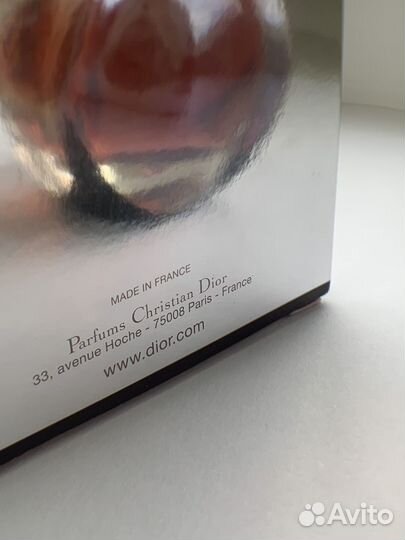 MADE IN FRANCE
Parfums Christian Dior
33, avenue Hoche - 75008 Paris - France
www.dior.com
Avito